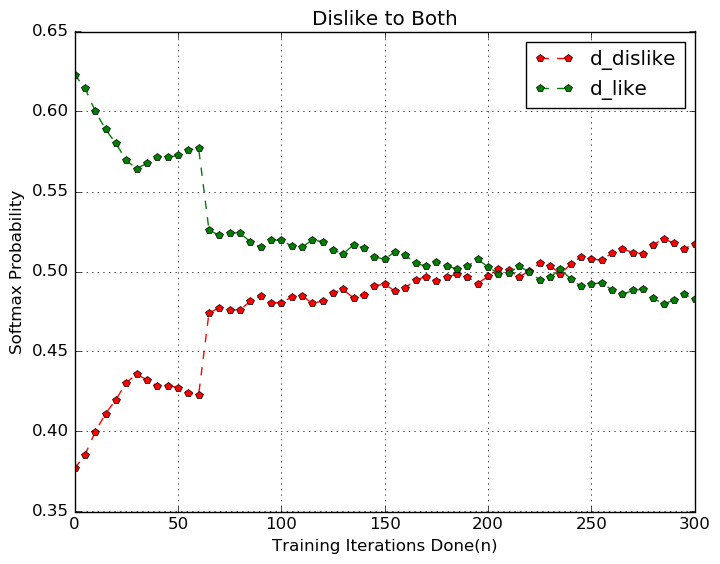 Dislike to Both
d_dislike
d_like
Softmax Probability
0.65
0.60
0.55
0.50
0.45
0.40
0.35
0 50 100 150 200 250 300
Training Iterations Done(n)